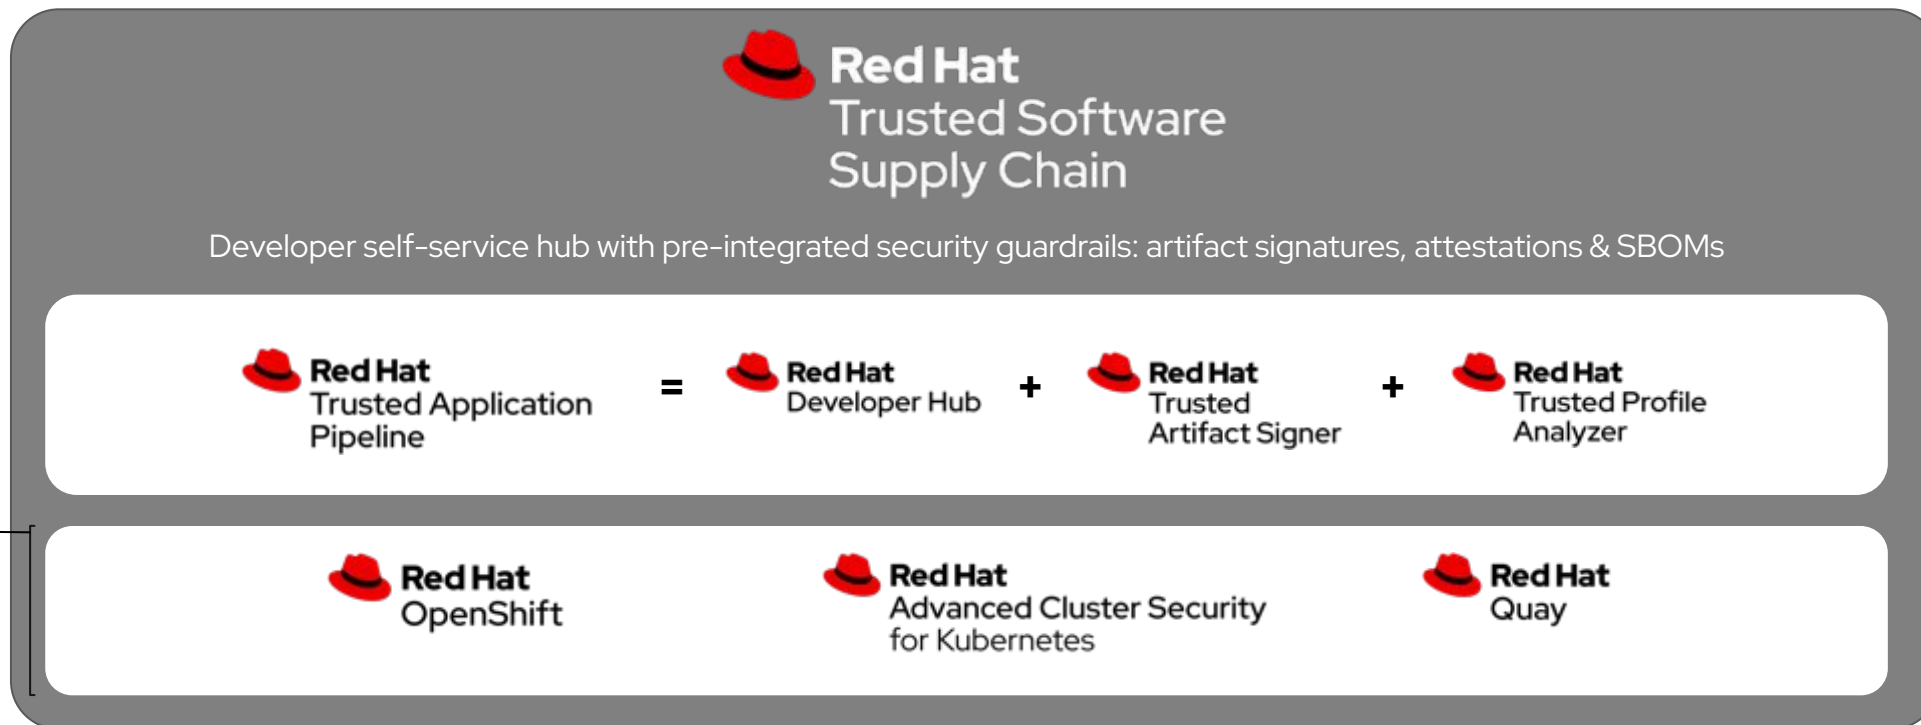 Red Hat
Trusted Software
Supply Chain
Developer self-service hub with pre-integrated security guardrails: artifact signatures, attestations & SBOMs
Red Hat
Trusted Application
Pipeline
=
Red Hat
Developer Hub
+
Red Hat
Trusted
Artifact Signer
+
Red Hat
Trusted Profile
Analyzer
Red Hat
OpenShift
Red Hat
Advanced Cluster Security
for Kubernetes
Red Hat
Quay